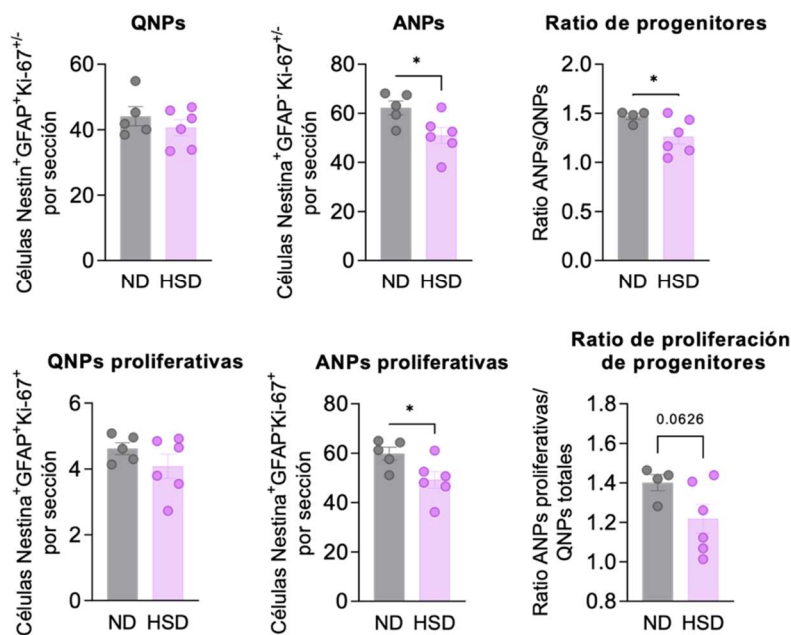 QNPs
Células Nestin⁺GFAP⁺Ki-67⁺/⁻
por sección
60
40
20
0
ND HSD
ANPs
Células Nestina⁺GFAP⁻Ki-67⁺/⁻
por sección
80
60
40
20
0
*
ND HSD
Ratio de progenitores
Ratio ANPs/QNPs
2.0
1.5
1.0
0.5
0.0
*
ND HSD
QNPs proliferativas
Células Nestina⁺GFAP⁺Ki-67⁺
por sección
6
4
2
0
ND HSD
ANPs proliferativas
Células Nestina⁺GFAP⁻Ki-67⁺
por sección
80
60
40
20
0
*
ND HSD
Ratio de proliferación
de progenitores
Ratio ANPs proliferativas/
QNPs totales
1.8
1.6
1.4
1.2
1.0
0.8
0.0626
ND HSD